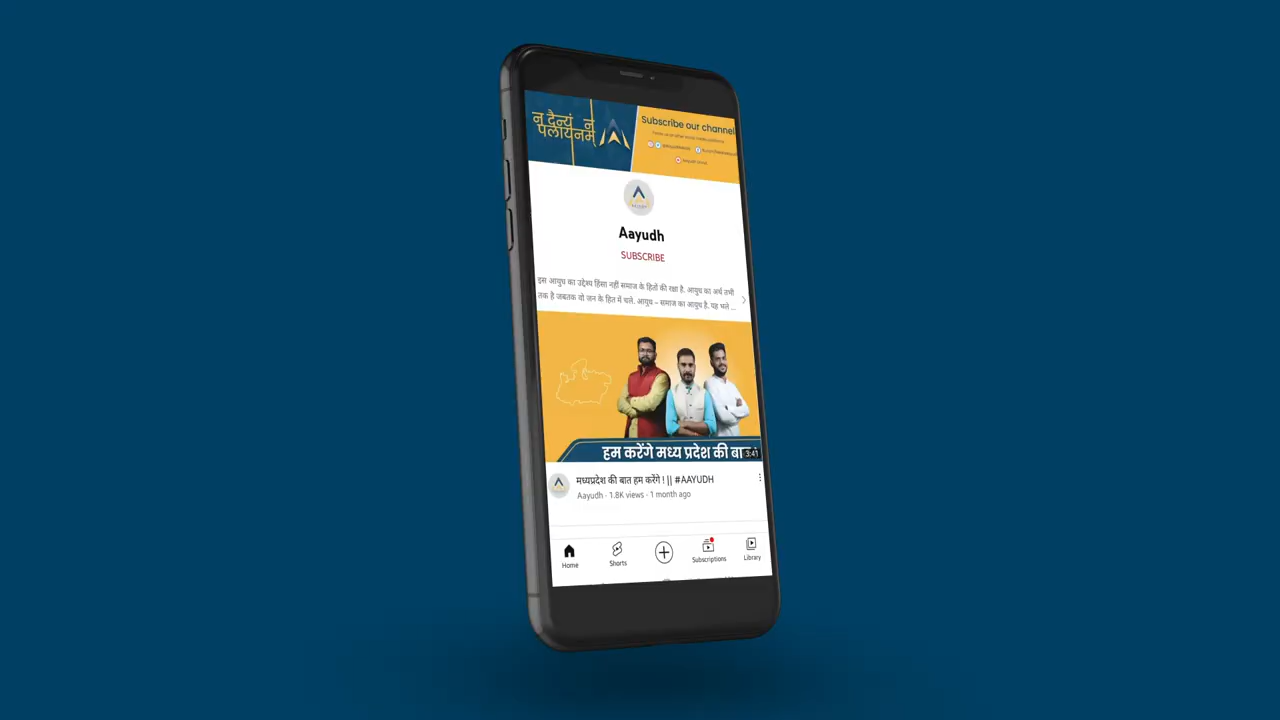 न दैन्यं न
पलायनम्
Subscribe our channel
Aayudh
SUBSCRIBE
इस आयुध का उद्देश्य हिंसा नहीं समाज के हितों की रक्षा है. आयुध का अर्थ तभी
तक है जबतक वो जन के हित में चले. आयुध – समाज का आयुध है. यह भले ...
हम करेंगे मध्य प्रदेश की बात
3:41
मध्यप्रदेश की बात हम करेंगे ! || #AAYUDH
Aayudh · 1.8K views · 1 month ago
Home
Shorts
Subscriptions
Library